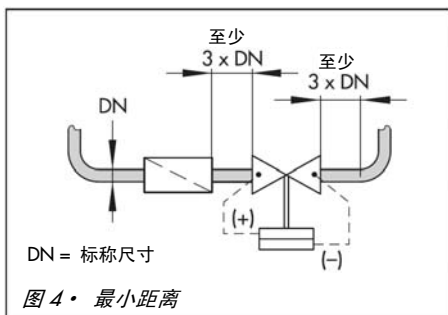 至少
3 x DN
至少
3 x DN
DN
(+)
(−)
DN = 标称尺寸
图 4 • 最小距离